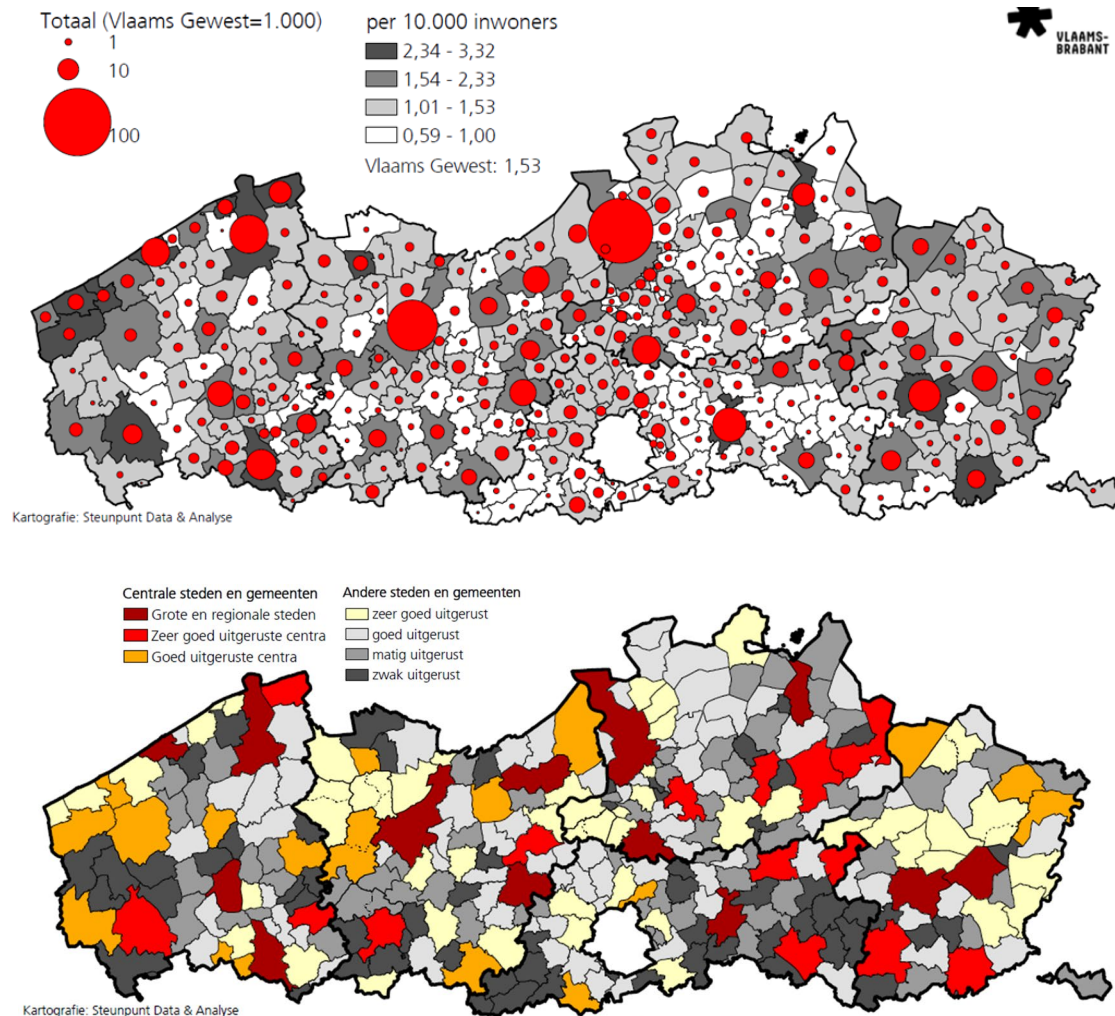 Totaal (Vlaams Gewest=1.000)
1
10
100
per 10.000 inwoners
2,34 - 3,32
1,54 - 2,33
1,01 - 1,53
0,59 - 1,00
Vlaams Gewest: 1,53
VLAAMS-
BRABANT
Kartografie: Steunpunt Data & Analyse
Centrale steden en gemeenten
Grote en regionale steden
Zeer goed uitgeruste centra
Goed uitgeruste centra
Andere steden en gemeenten
zeer goed uitgerust
goed uitgerust
matig uitgerust
zwak uitgerust
Kartografie: Steunpunt Data & Analyse